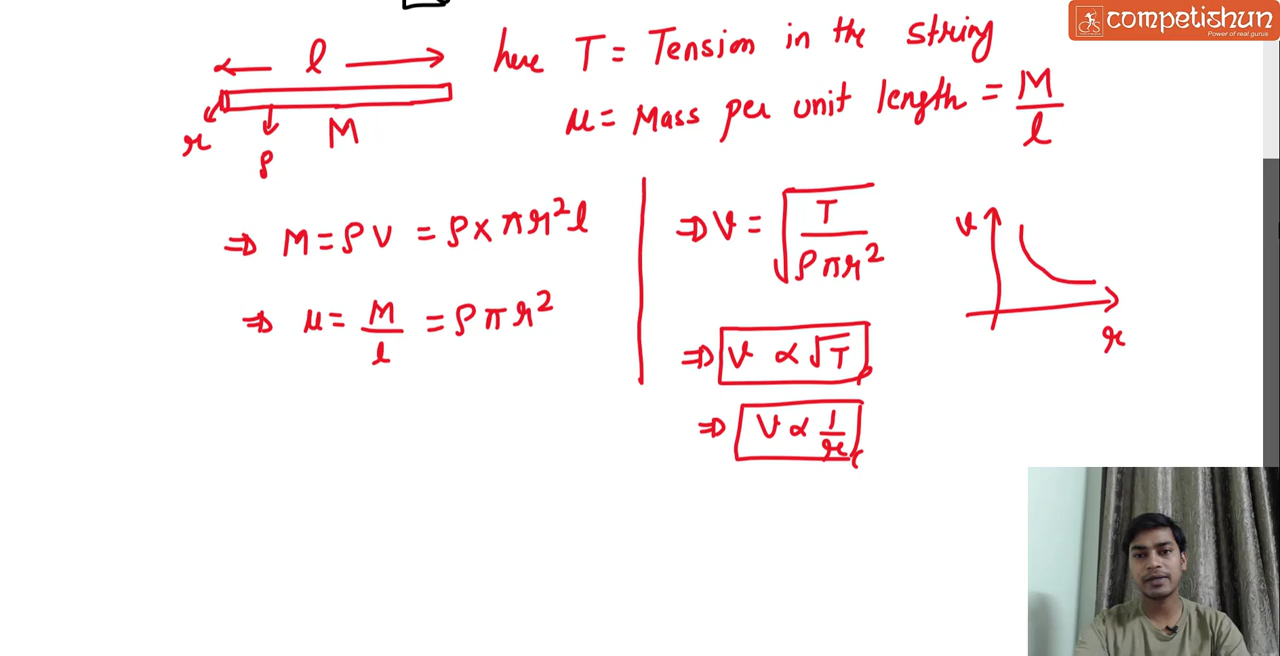 competishun
Power of real gurus
l
here T = Tension in the string
μ = Mass per unit length = M/l
r
ρ
M
⇒ M = ρV = ρ × πr²l
⇒ μ = M/l = ρπr²
⇒ V = √(T/ρπr²)
⇒ V ∝ √T
⇒ V ∝ 1/r
v
r